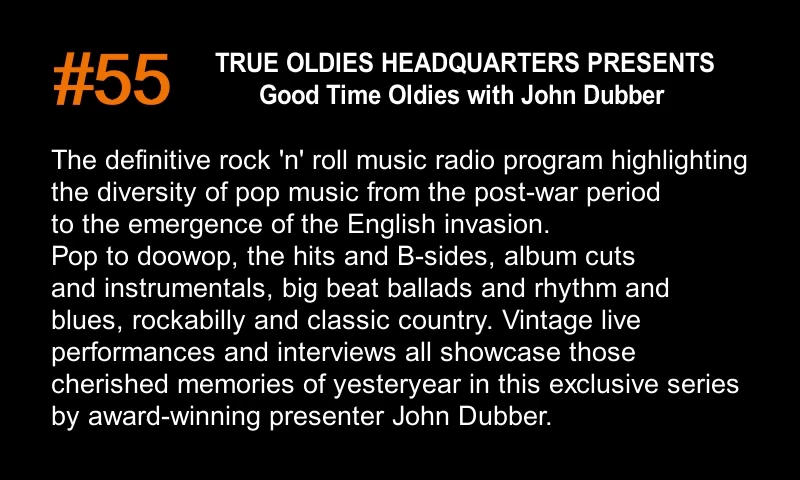 #55
TRUE OLDIES HEADQUARTERS PRESENTS
Good Time Oldies with John Dubber
The definitive rock 'n' roll music radio program highlighting
the diversity of pop music from the post-war period
to the emergence of the English invasion.
Pop to doowop, the hits and B-sides, album cuts
and instrumentals, big beat ballads and rhythm and
blues, rockabilly and classic country. Vintage live
performances and interviews all showcase those
cherished memories of yesteryear in this exclusive series
by award-winning presenter John Dubber.